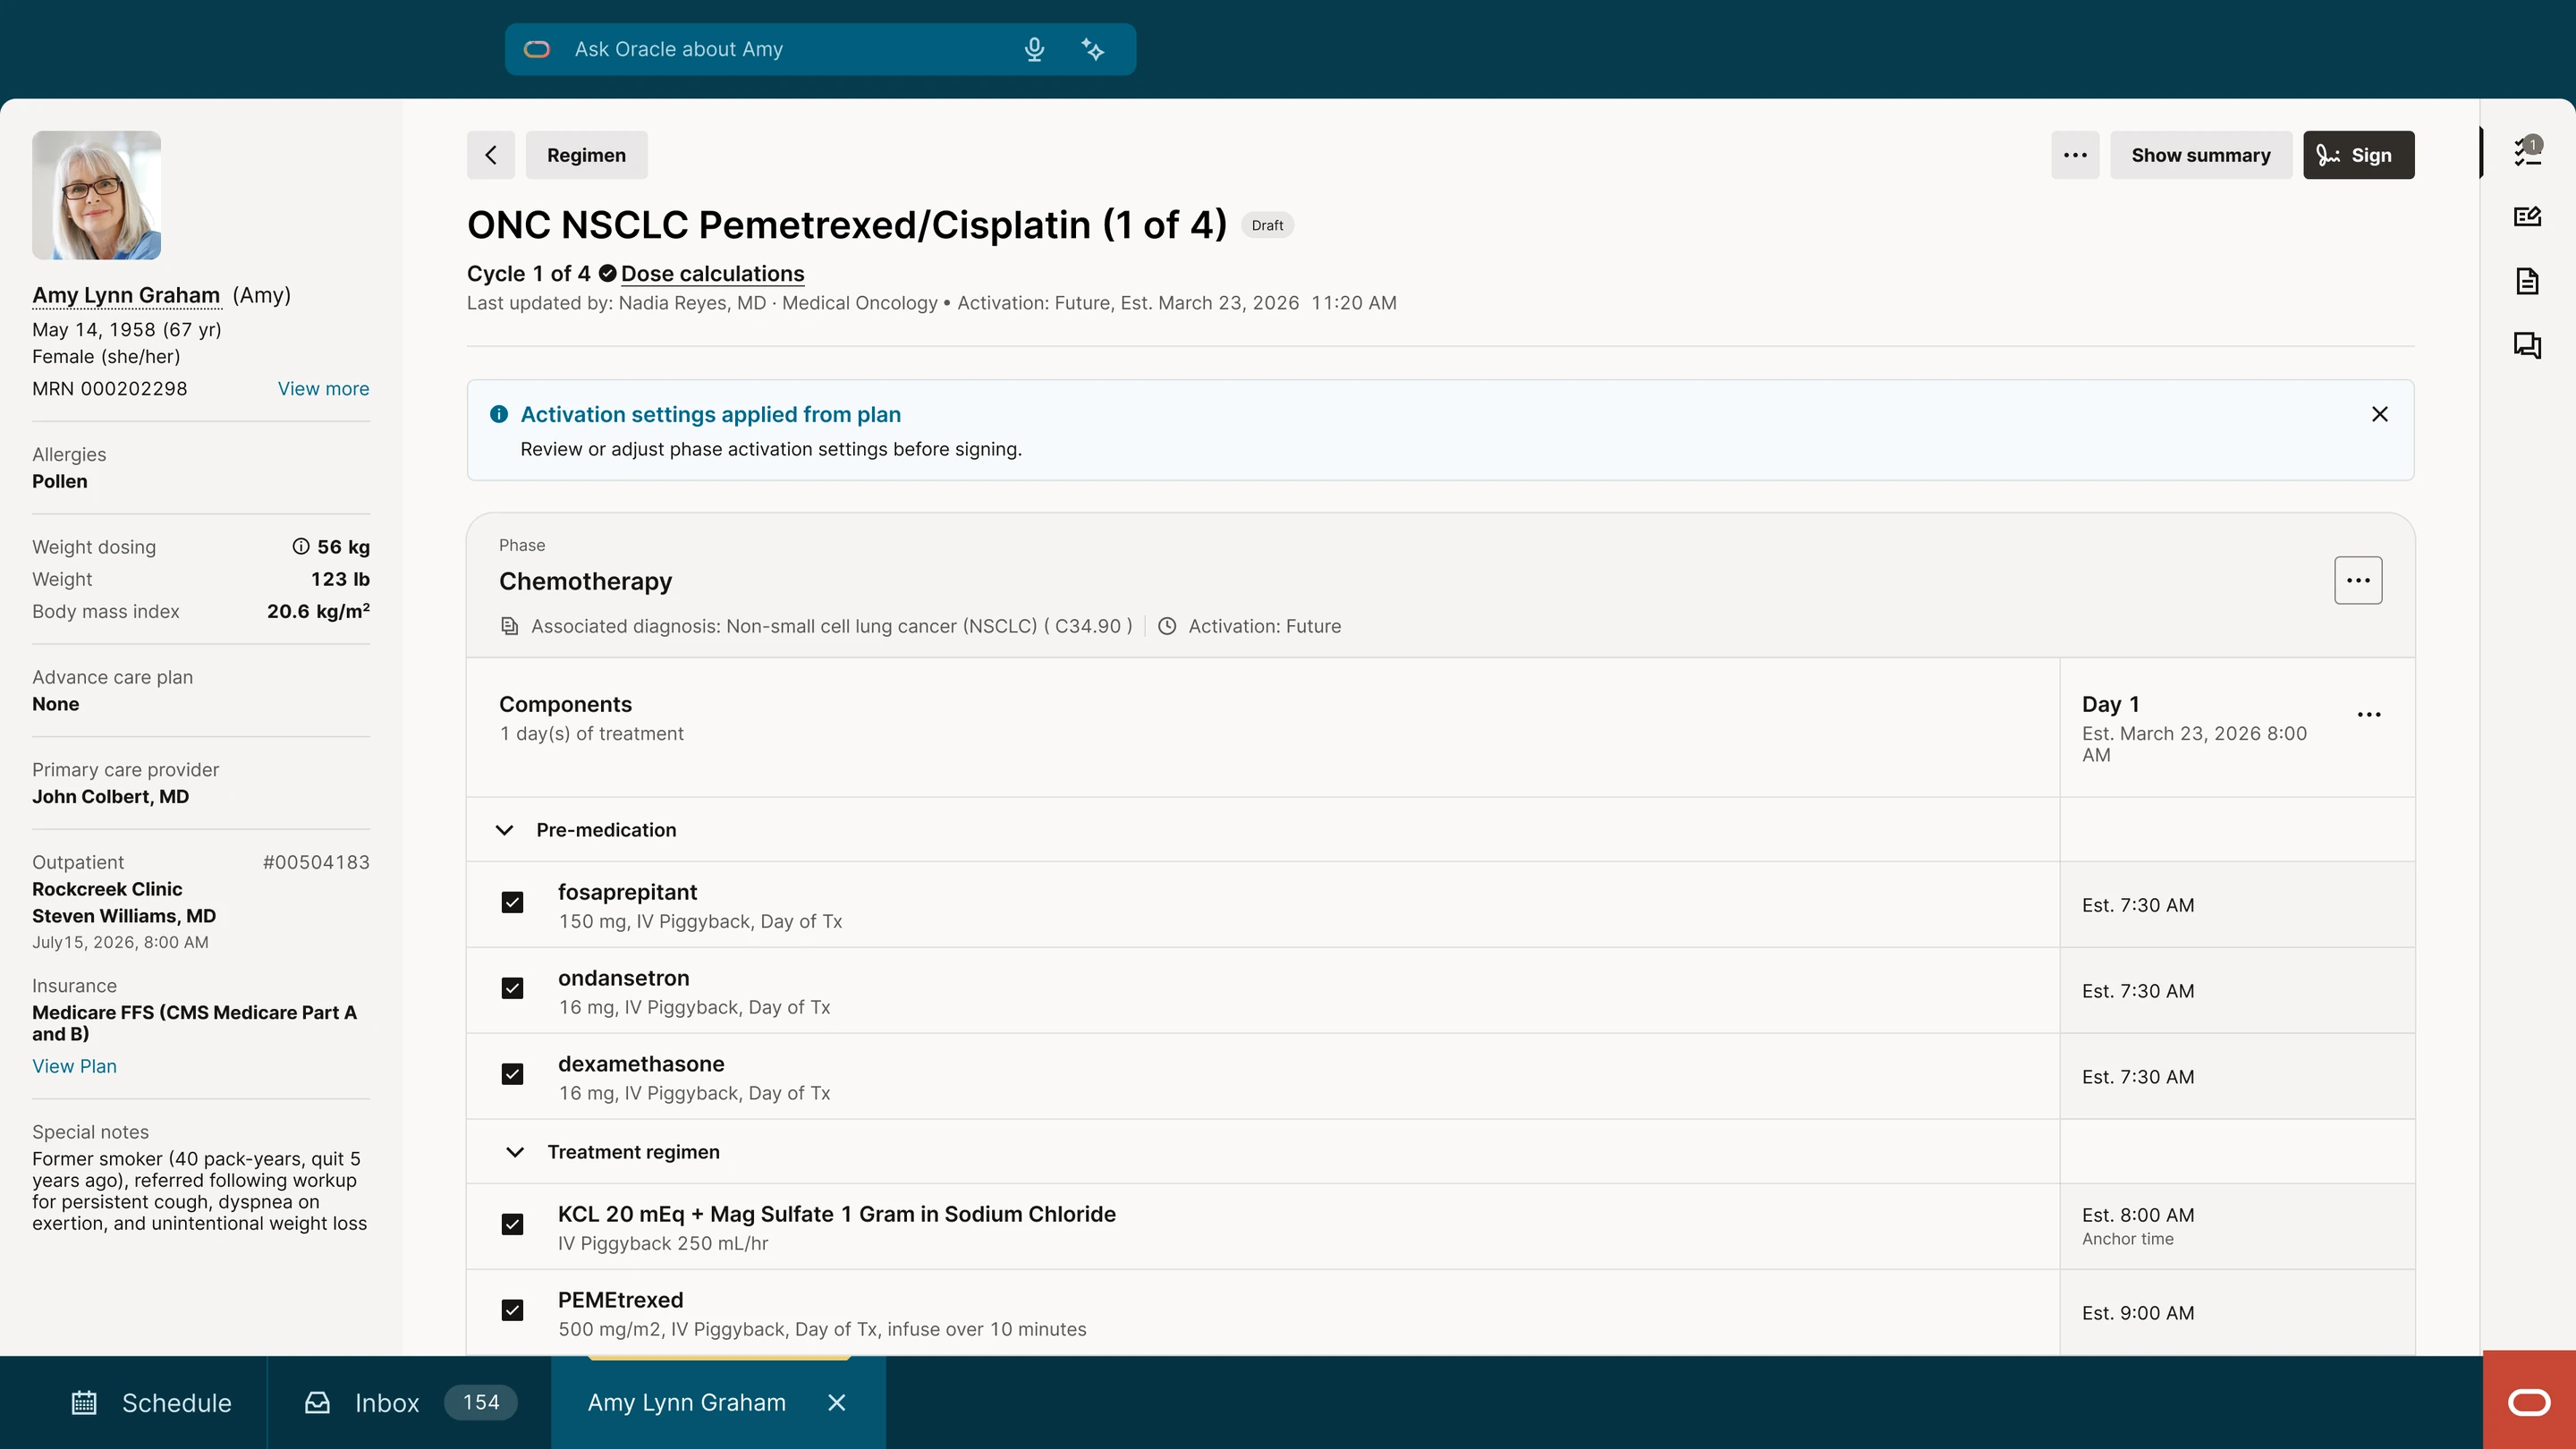 Ask Oracle about Amy
Amy Lynn Graham (Amy)
May 14, 1958 (67 yr)
Female (she/her)
MRN 000202298 View more
Allergies
Pollen
Weight dosing 56 kg
Weight 123 lb
Body mass index 20.6 kg/m²
Advance care plan
None
Primary care provider
John Colbert, MD
Outpatient #00504183
Rockcreek Clinic
Steven Williams, MD
July15, 2026, 8:00 AM
Insurance
Medicare FFS (CMS Medicare Part A
and B)
View Plan
Special notes
Former smoker (40 pack-years, quit 5
years ago), referred following workup
for persistent cough, dyspnea on
exertion, and unintentional weight loss
Regimen
Show summary
Sign
ONC NSCLC Pemetrexed/Cisplatin (1 of 4) Draft
Cycle 1 of 4 Dose calculations
Last updated by: Nadia Reyes, MD · Medical Oncology • Activation: Future, Est. March 23, 2026 11:20 AM
Activation settings applied from plan
Review or adjust phase activation settings before signing.
Phase
Chemotherapy
Associated diagnosis: Non-small cell lung cancer (NSCLC) ( C34.90 ) Activation: Future
Components
1 day(s) of treatment
Day 1
Est. March 23, 2026 8:00
AM
Pre-medication
fosaprepitant
150 mg, IV Piggyback, Day of Tx
Est. 7:30 AM
ondansetron
16 mg, IV Piggyback, Day of Tx
Est. 7:30 AM
dexamethasone
16 mg, IV Piggyback, Day of Tx
Est. 7:30 AM
Treatment regimen
KCL 20 mEq + Mag Sulfate 1 Gram in Sodium Chloride
IV Piggyback 250 mL/hr
Est. 8:00 AM
Anchor time
PEMEtrexed
500 mg/m2, IV Piggyback, Day of Tx, infuse over 10 minutes
Est. 9:00 AM
1
Schedule
Inbox 154
Amy Lynn Graham